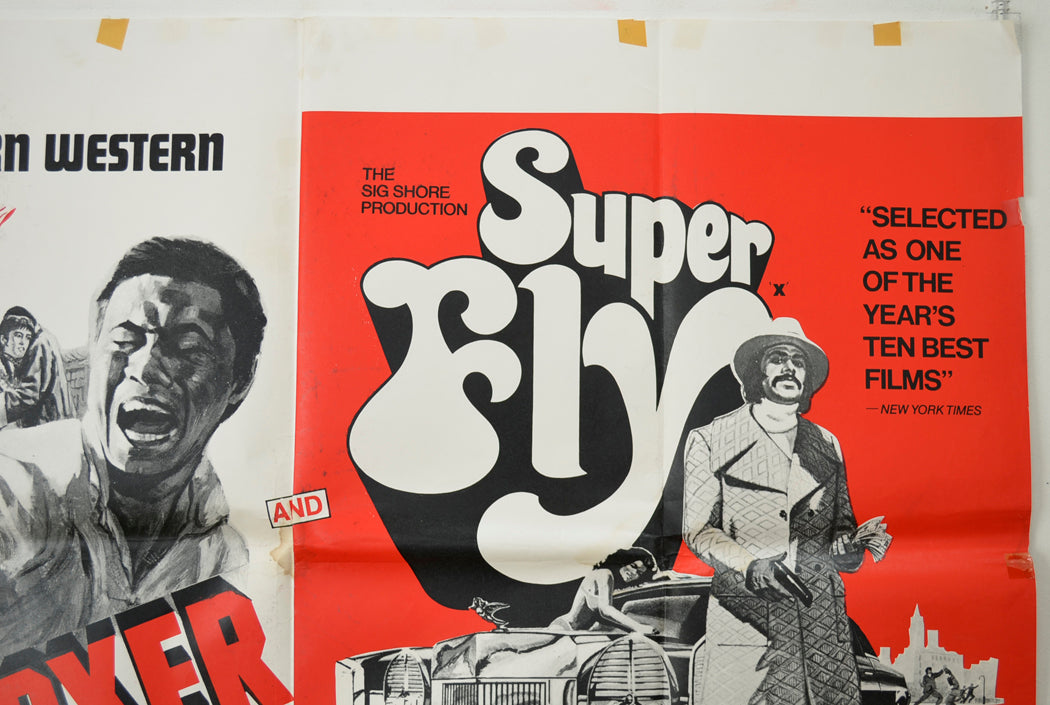 WESTERN
THE
SIG SHORE
PRODUCTION
Super
Fly
'x'
"SELECTED
AS ONE
OF THE
YEAR'S
TEN BEST
FILMS"
— NEW YORK TIMES
AND